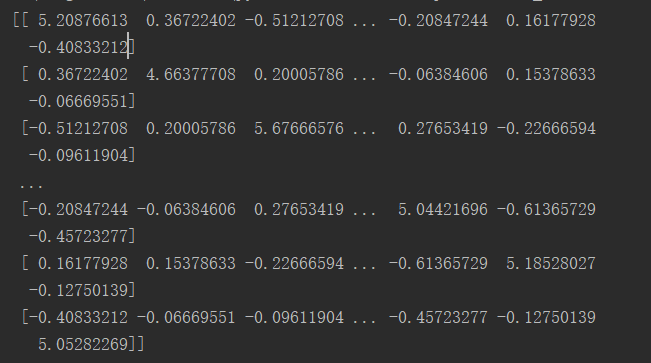 [[ 5.20876613  0.36722402 -0.51212708 ... -0.20847244  0.16177928
  -0.40833212]
 [ 0.36722402  4.66377708  0.20005786 ... -0.06384606  0.15378633
  -0.06669551]
 [-0.51212708  0.20005786  5.67666576 ...  0.27653419 -0.22666594
  -0.09611904]
 ...
 [-0.20847244 -0.06384606  0.27653419 ...  5.04421696 -0.61365729
  -0.45723277]
 [ 0.16177928  0.15378633 -0.22666594 ... -0.61365729  5.18528027
  -0.12750139]
 [-0.40833212 -0.06669551 -0.09611904 ... -0.45723277 -0.12750139
   5.05282269]]